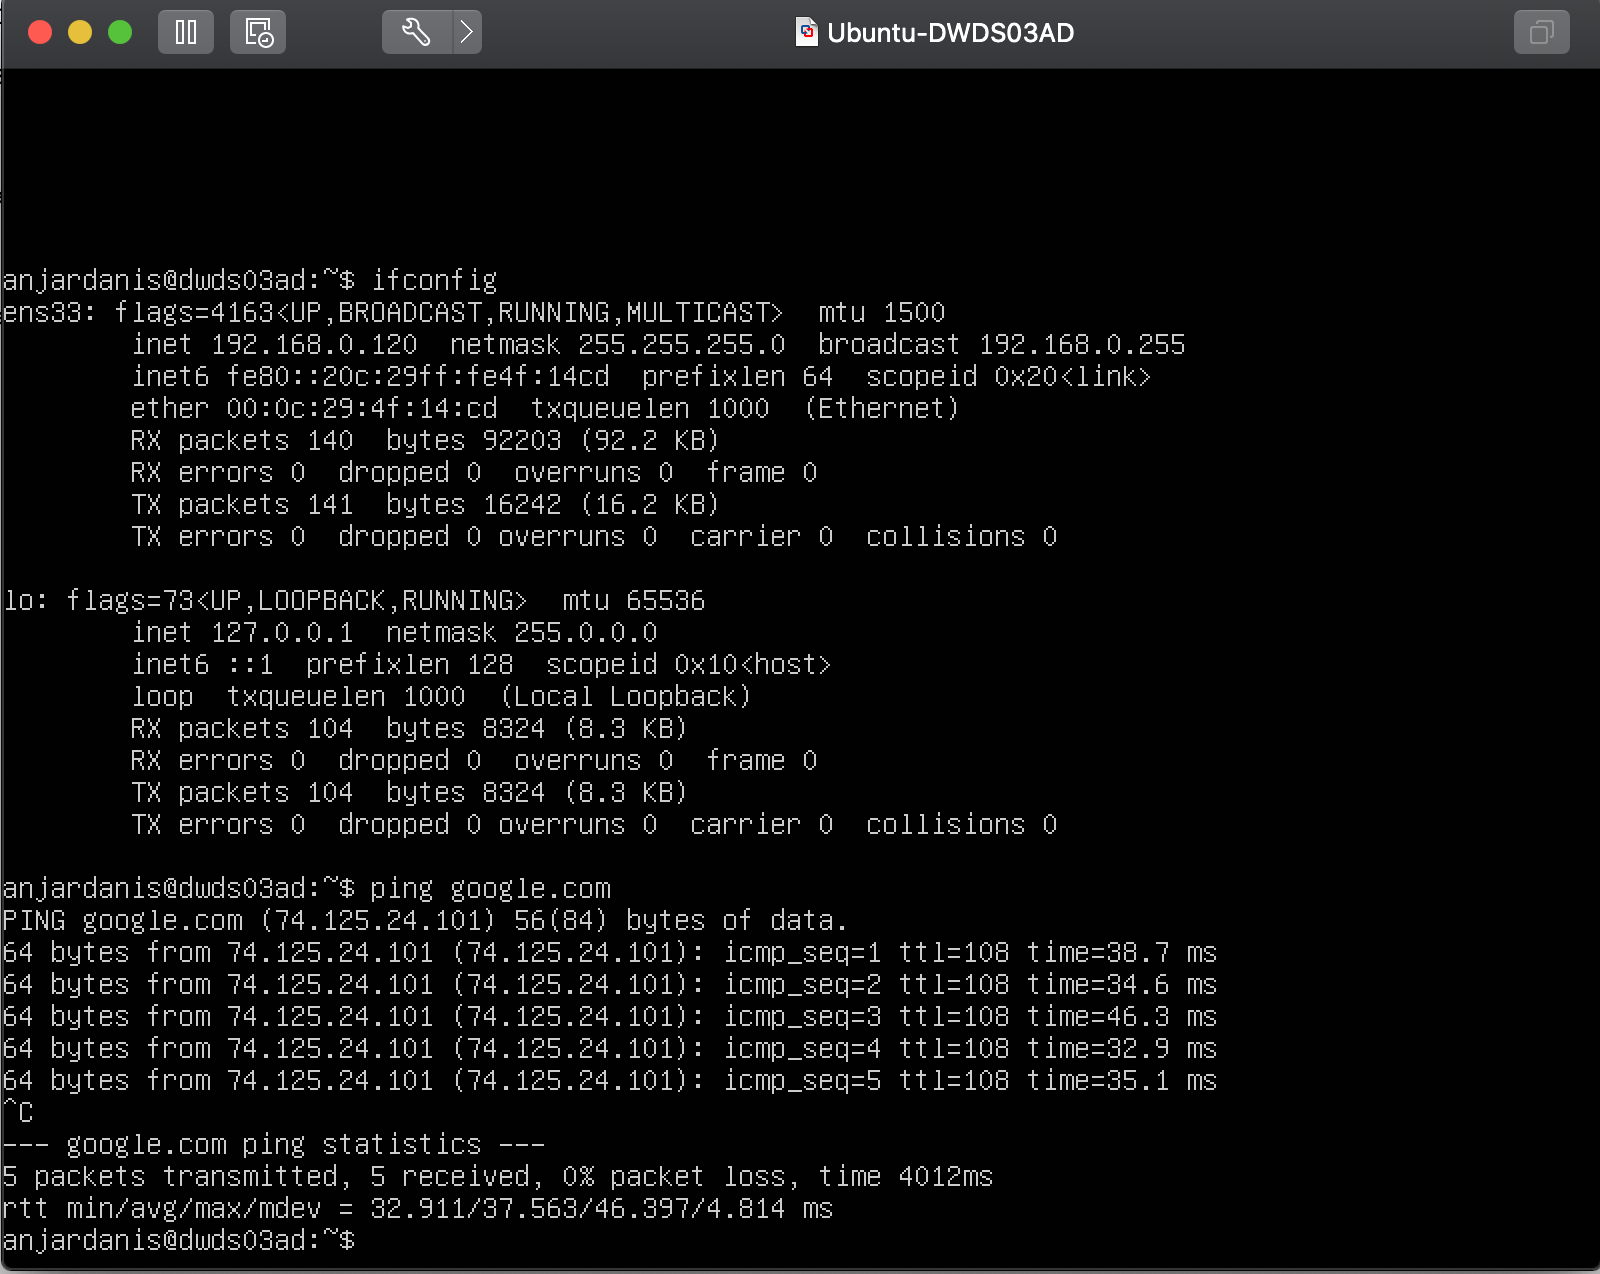 Ubuntu-DWDS03AD
anjardanis@dwds03ad:~$ ifconfig
ens33: flags=4163<UP,BROADCAST,RUNNING,MULTICAST>  mtu 1500
        inet 192.168.0.120  netmask 255.255.255.0  broadcast 192.168.0.255
        inet6 fe80::20c:29ff:fe4f:14cd  prefixlen 64  scopeid 0x20<link>
        ether 00:0c:29:4f:14:cd  txqueuelen 1000  (Ethernet)
        RX packets 140  bytes 92203 (92.2 KB)
        RX errors 0  dropped 0  overruns 0  frame 0
        TX packets 141  bytes 16242 (16.2 KB)
        TX errors 0  dropped 0 overruns 0  carrier 0  collisions 0
lo: flags=73<UP,LOOPBACK,RUNNING>  mtu 65536
        inet 127.0.0.1  netmask 255.0.0.0
        inet6 ::1  prefixlen 128  scopeid 0x10<host>
        loop  txqueuelen 1000  (Local Loopback)
        RX packets 104  bytes 8324 (8.3 KB)
        RX errors 0  dropped 0  overruns 0  frame 0
        TX packets 104  bytes 8324 (8.3 KB)
        TX errors 0  dropped 0 overruns 0  carrier 0  collisions 0
anjardanis@dwds03ad:~$ ping google.com
PING google.com (74.125.24.101) 56(84) bytes of data.
64 bytes from 74.125.24.101 (74.125.24.101): icmp_seq=1 ttl=108 time=38.7 ms
64 bytes from 74.125.24.101 (74.125.24.101): icmp_seq=2 ttl=108 time=34.6 ms
64 bytes from 74.125.24.101 (74.125.24.101): icmp_seq=3 ttl=108 time=46.3 ms
64 bytes from 74.125.24.101 (74.125.24.101): icmp_seq=4 ttl=108 time=32.9 ms
64 bytes from 74.125.24.101 (74.125.24.101): icmp_seq=5 ttl=108 time=35.1 ms
^C
--- google.com ping statistics ---
5 packets transmitted, 5 received, 0% packet loss, time 4012ms
rtt min/avg/max/mdev = 32.911/37.563/46.397/4.814 ms
anjardanis@dwds03ad:~$